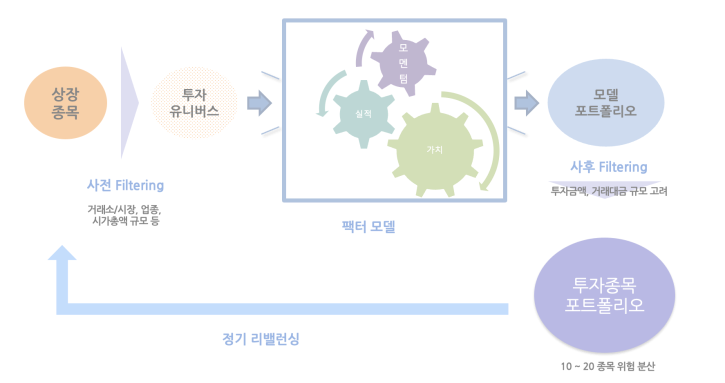 상장
종목
투자
유니버스
모
멘
텀
실적
가치
모델
포트폴리오
사전 Filtering
거래소/시장, 업종,
시가총액 규모 등
팩터 모델
사후 Filtering
투자금액, 거래대금 규모 고려
투자종목
포트폴리오
정기 리밸런싱
10 ~ 20 종목 위험 분산